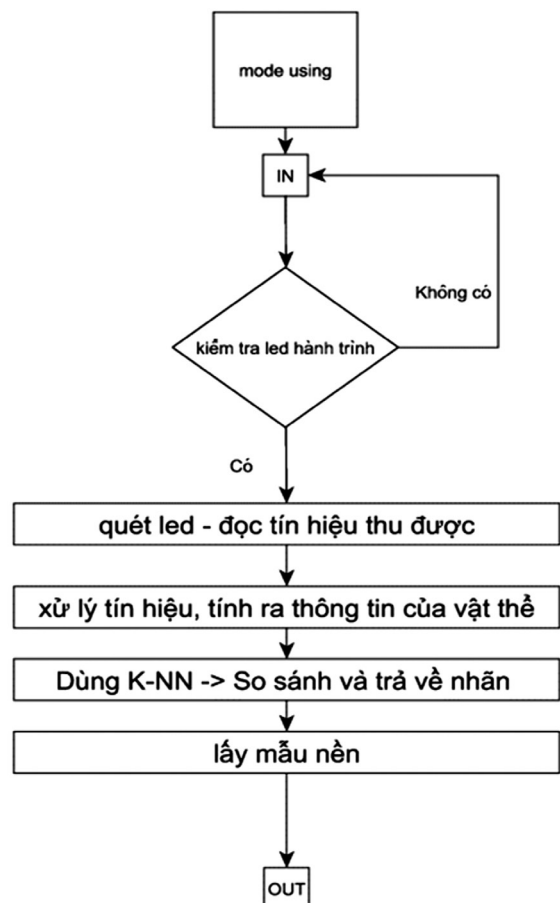 mode using
IN
Không có
kiểm tra led hành trình
Có
quét led - đọc tín hiệu thu được
xử lý tín hiệu, tính ra thông tin của vật thể
Dùng K-NN -> So sánh và trả về nhãn
lấy mẫu nền
OUT